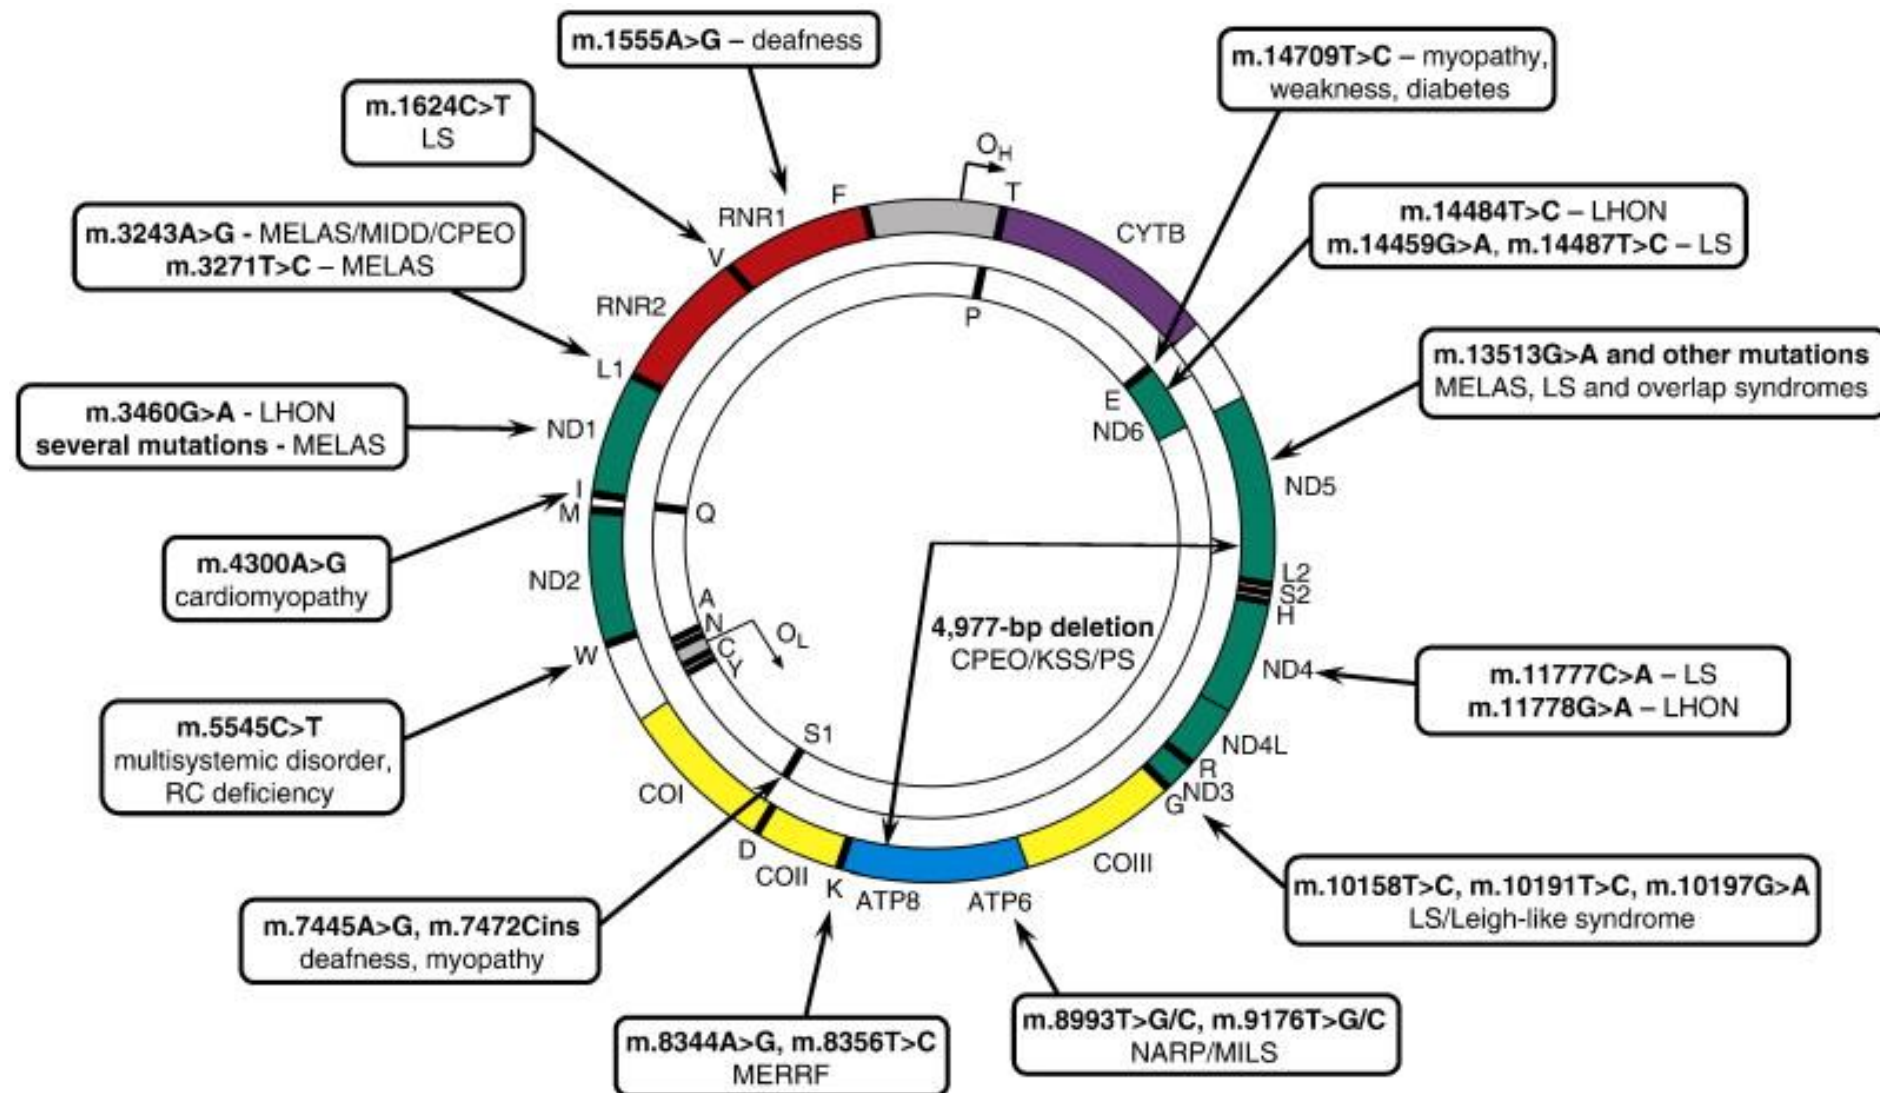 m.1555A>G – deafness
m.14709T>C – myopathy,
weakness, diabetes
m.1624C>T
LS
OH
F
T
RNR1
CYTB
m.14484T>C – LHON
m.14459G>A, m.14487T>C – LS
m.3243A>G - MELAS/MIDD/CPEO
m.3271T>C – MELAS
V
RNR2
P
L1
E
ND6
m.13513G>A and other mutations
MELAS, LS and overlap syndromes
m.3460G>A - LHON
several mutations - MELAS
ND1
ND5
I
M
Q
m.4300A>G
cardiomyopathy
ND2
L2
S2
H
A
N
C
Y
OL
4,977-bp deletion
CPEO/KSS/PS
W
ND4
m.11777C>A – LS
m.11778G>A – LHON
m.5545C>T
multisystemic disorder,
RC deficiency
S1
ND4L
R
ND3
G
COI
D
COII
K
ATP8
ATP6
COIII
m.10158T>C, m.10191T>C, m.10197G>A
LS/Leigh-like syndrome
m.7445A>G, m.7472Cins
deafness, myopathy
m.8344A>G, m.8356T>C
MERRF
m.8993T>G/C, m.9176T>G/C
NARP/MILS